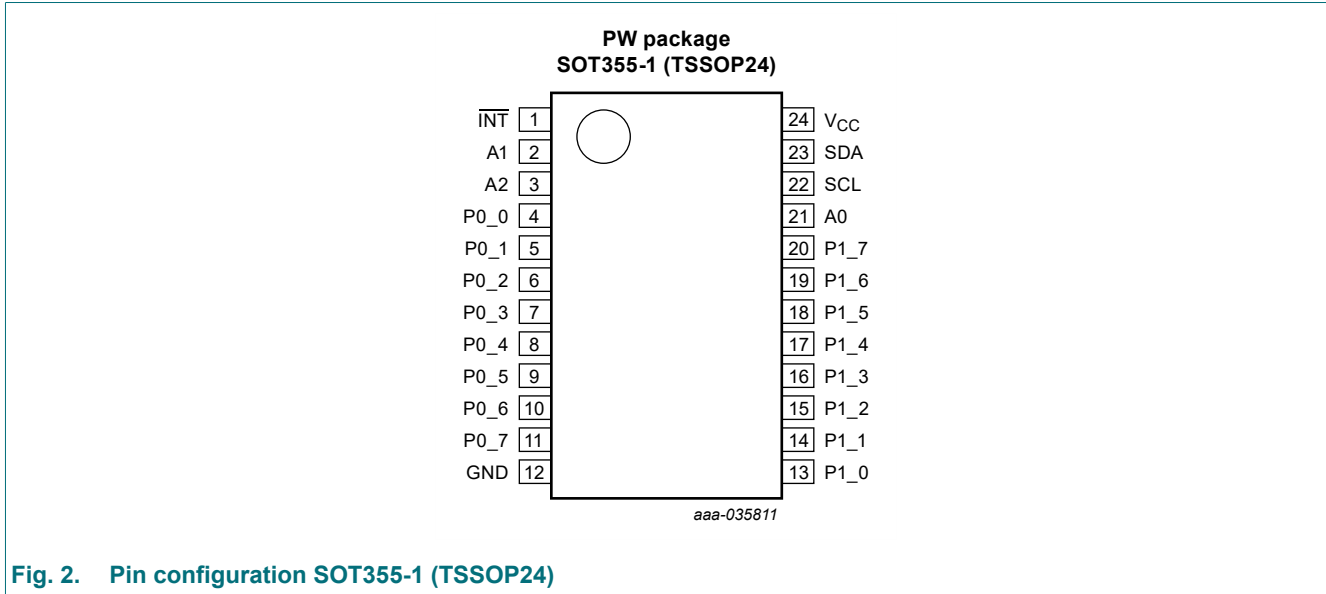 PW package
SOT355-1 (TSSOP24)
INT 1 24 VCC
A1 2 23 SDA
A2 3 22 SCL
P0_0 4 21 A0
P0_1 5 20 P1_7
P0_2 6 19 P1_6
P0_3 7 18 P1_5
P0_4 8 17 P1_4
P0_5 9 16 P1_3
P0_6 10 15 P1_2
P0_7 11 14 P1_1
GND 12 13 P1_0
aaa-035811
Fig. 2. Pin configuration SOT355-1 (TSSOP24)